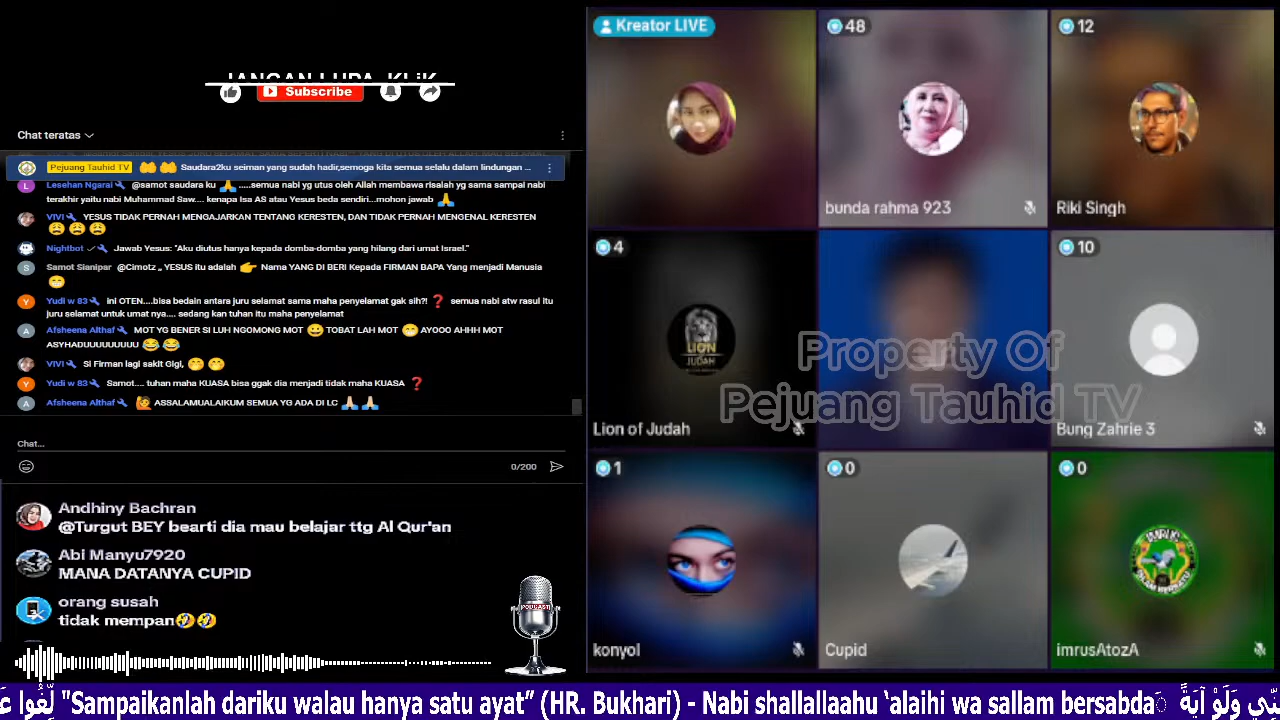 JANGAN LUPA KLiK
Subscribe
Chat teratas
Pejuang Tauhid TV Saudara2ku seiman yang sudah hadir,semoga kita semua selalu dalam lindungan ...
Lesehan Ngaral @samot saudara ku 🙏 .....semua nabi yg utus oleh Allah membawa risalah yg sama sampai nabi
terakhir yaitu nabi Muhammad Saw.... kenapa Isa AS atau Yesus beda sendiri...mohon jawab 🙏
VIVI YESUS TIDAK PERNAH MENGAJARKAN TENTANG KERESTEN, DAN TIDAK PERNAH MENGENAL KERESTEN
😩😩😩
Nightbot Jawab Yesus: "Aku diutus hanya kepada domba-domba yang hilang dari umat Israel."
Samot Sianipar @Cimotz ,, YESUS itu adalah 👉 Nama YANG DI BERI Kepada FIRMAN BAPA Yang menjadi Manusia
😁
Yudi w 83 ini OTEN....bisa bedain antara juru selamat sama maha penyelamat gak sih?! ❓ semua nabi atw rasul itu
juru selamat untuk umat nya.... sedang kan tuhan itu maha penyelamat
Afsheena Althaf MOT YG BENER SI LUH NGOMONG MOT 😀 TOBAT LAH MOT 😁 AYOOO AHHH MOT
ASYHADUUUUUUUUU 😂😂
VIVI Si Firman lagi sakit Gigi, 🤭🤭
Yudi w 83 Samot.... tuhan maha KUASA bisa ggak dia menjadi tidak maha KUASA ❓
Afsheena Althaf 🙋 ASSALAMUALAIKUM SEMUA YG ADA DI LC 🙏🙏
Chat...
0/200
Andhiny Bachran
@Turgut BEY bearti dia mau belajar ttg Al Qur'an
Abi Manyu7920
MANA DATANYA CUPID
orang susah
tidak mempan🤣🤣
PODCAST
Kreator LIVE
48
bunda rahma 923
12
Riki Singh
4
LION
OF
JUDAH
Lion of Judah
10
Bung Zahrie 3
Property Of
Pejuang Tauhid TV
1
konyol
0
Cupid
0
imrusAtozA
"Sampaikanlah dariku walau hanya satu ayat” (HR. Bukhari) - Nabi shallallaahu ‘alaihi wa sallam bersabda